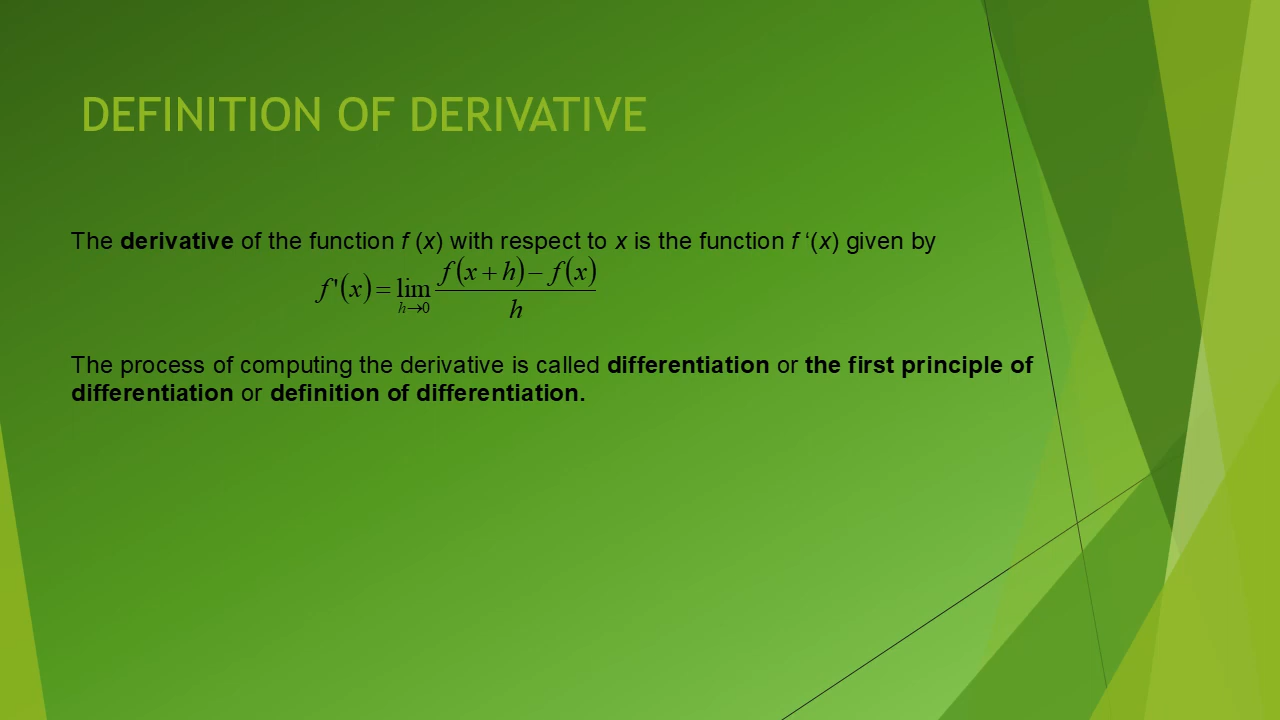 DEFINITION OF DERIVATIVE
The derivative of the function f (x) with respect to x is the function f ‘(x) given by
f'(x) = lim h→0 f(x+h) − f(x) / h
The process of computing the derivative is called differentiation or the first principle of
differentiation or definition of differentiation.